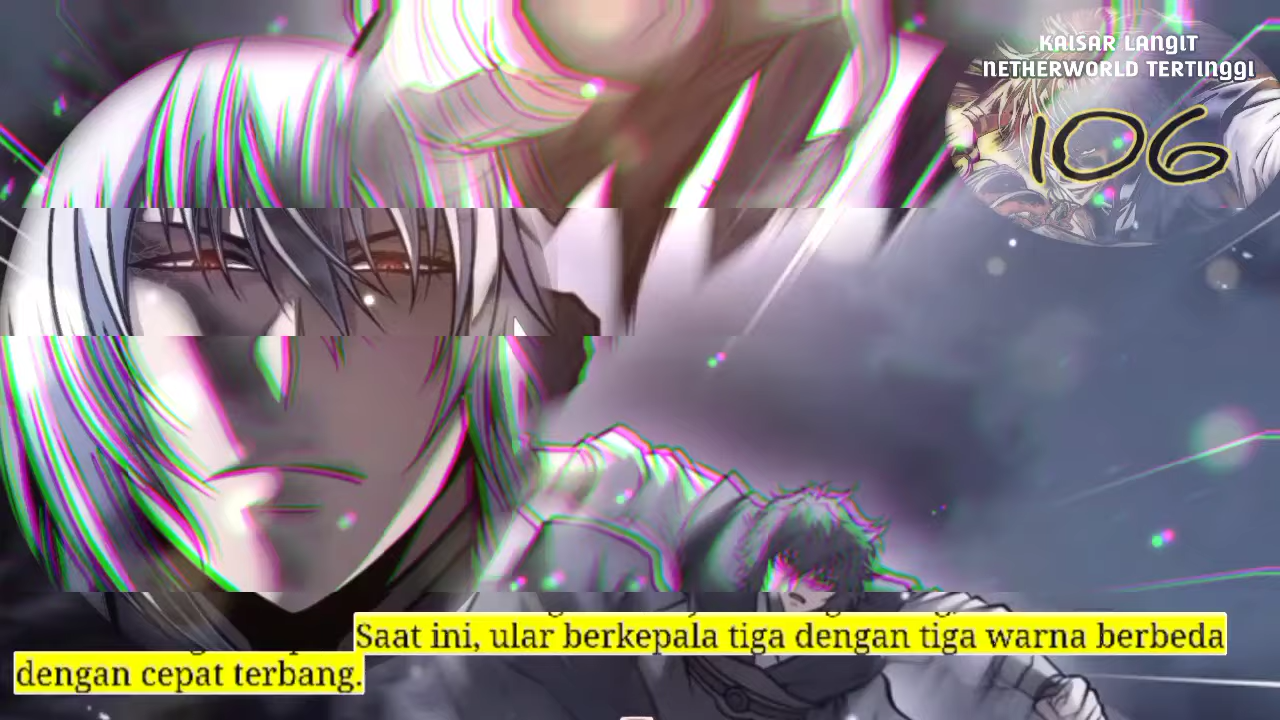 KAISAR LANGIT
NETHERWORLD TERTINGGI
106
Saat ini, ular berkepala tiga dengan tiga warna berbeda
dengan cepat terbang.